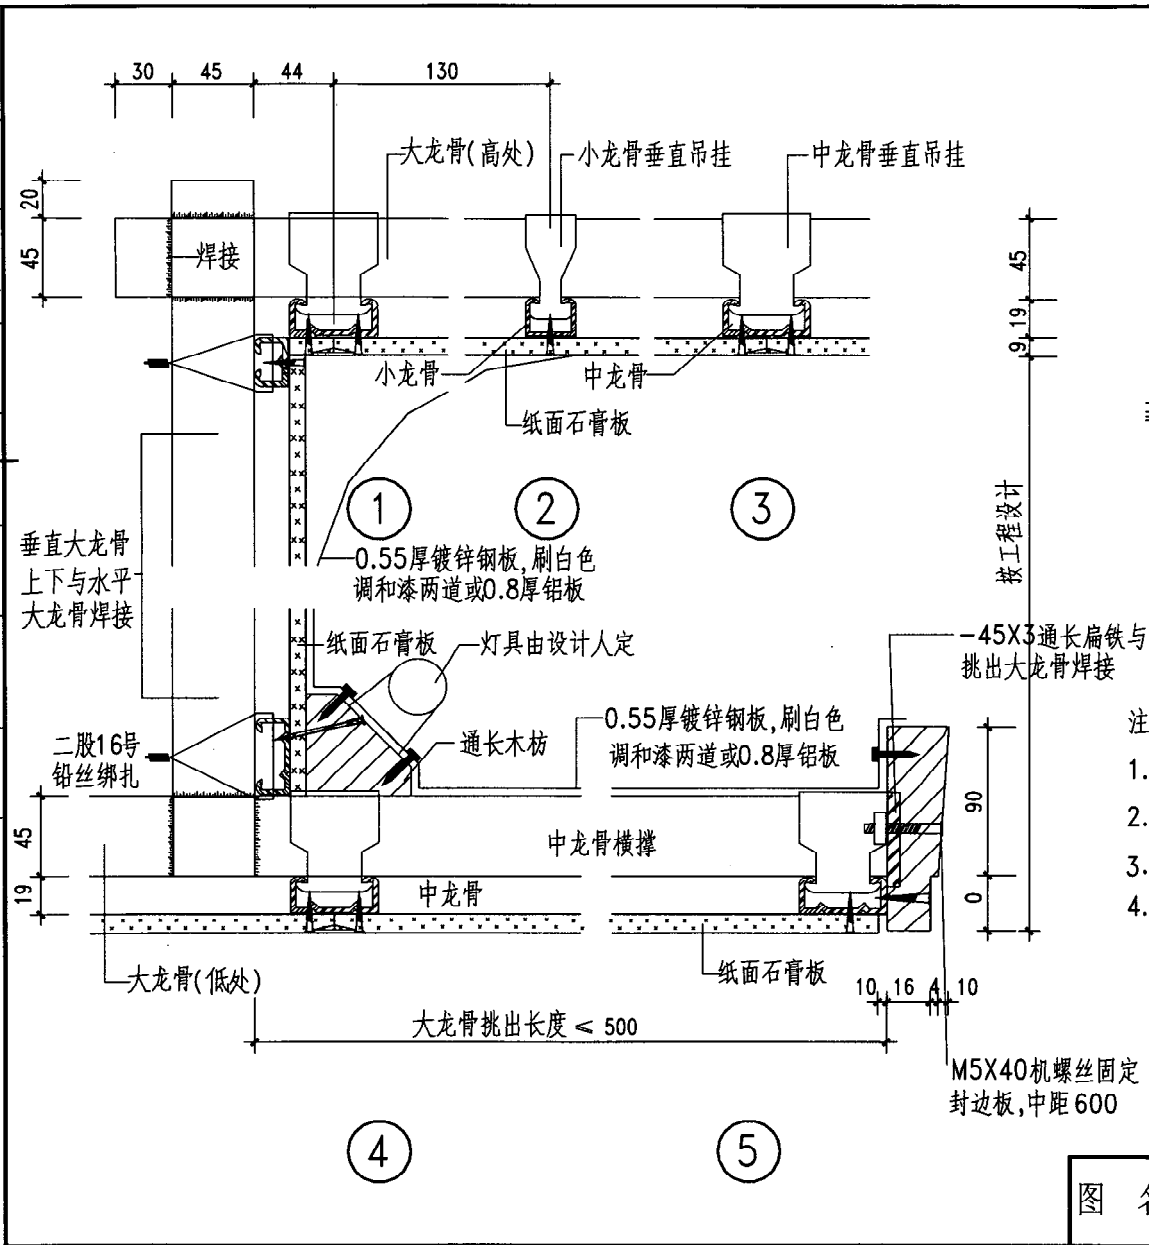 30 45 44 130
大龙骨(高处)
小龙骨垂直吊挂
中龙骨垂直吊挂
20
45
焊接
45
19
9
小龙骨
中龙骨
纸面石膏板
1
2
3
按工程设计
垂直大龙骨
上下与水平
大龙骨焊接
0.55厚镀锌钢板,刷白色
调和漆两道或0.8厚铝板
纸面石膏板
灯具由设计人定
-45X3通长扁铁与
挑出大龙骨焊接
二股16号
铅丝绑扎
通长木枋
0.55厚镀锌钢板,刷白色
调和漆两道或0.8厚铝板
注
1.
2.
3.
4.
45
19
中龙骨横撑
中龙骨
90
0
大龙骨(低处)
纸面石膏板
10 16 4 10
大龙骨挑出长度 ≤ 500
M5X40机螺丝固定
封边板,中距600
4
5
图